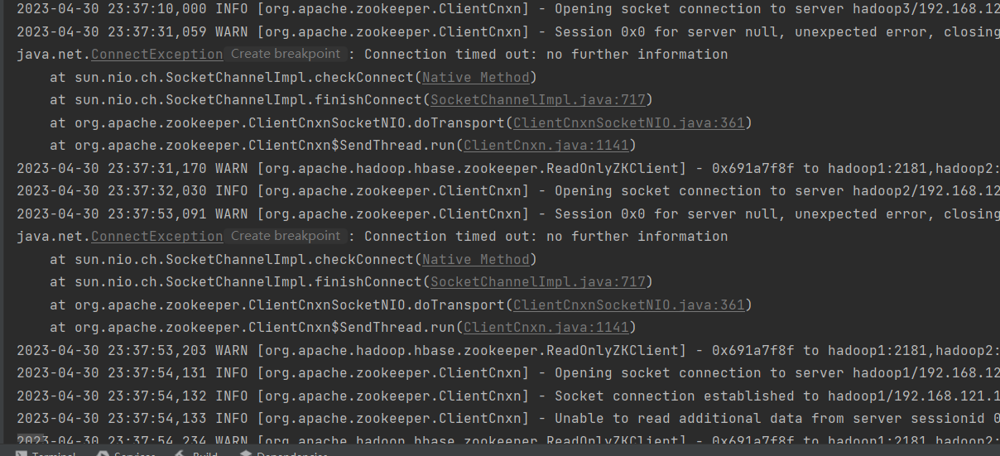 2023-04-30 23:37:10,000 INFO [org.apache.zookeeper.ClientCnxn] - Opening socket connection to server hadoop3/192.168.12
2023-04-30 23:37:31,059 WARN [org.apache.zookeeper.ClientCnxn] - Session 0x0 for server null, unexpected error, closing
java.net.ConnectException Create breakpoint : Connection timed out: no further information
    at sun.nio.ch.SocketChannelImpl.checkConnect(Native Method)
    at sun.nio.ch.SocketChannelImpl.finishConnect(SocketChannelImpl.java:717)
    at org.apache.zookeeper.ClientCnxnSocketNIO.doTransport(ClientCnxnSocketNIO.java:361)
    at org.apache.zookeeper.ClientCnxn$SendThread.run(ClientCnxn.java:1141)
2023-04-30 23:37:31,170 WARN [org.apache.hadoop.hbase.zookeeper.ReadOnlyZKClient] - 0x691a7f8f to hadoop1:2181,hadoop2:
2023-04-30 23:37:32,030 INFO [org.apache.zookeeper.ClientCnxn] - Opening socket connection to server hadoop2/192.168.12
2023-04-30 23:37:53,091 WARN [org.apache.zookeeper.ClientCnxn] - Session 0x0 for server null, unexpected error, closing
java.net.ConnectException Create breakpoint : Connection timed out: no further information
    at sun.nio.ch.SocketChannelImpl.checkConnect(Native Method)
    at sun.nio.ch.SocketChannelImpl.finishConnect(SocketChannelImpl.java:717)
    at org.apache.zookeeper.ClientCnxnSocketNIO.doTransport(ClientCnxnSocketNIO.java:361)
    at org.apache.zookeeper.ClientCnxn$SendThread.run(ClientCnxn.java:1141)
2023-04-30 23:37:53,203 WARN [org.apache.hadoop.hbase.zookeeper.ReadOnlyZKClient] - 0x691a7f8f to hadoop1:2181,hadoop2:
2023-04-30 23:37:54,131 INFO [org.apache.zookeeper.ClientCnxn] - Opening socket connection to server hadoop1/192.168.12
2023-04-30 23:37:54,132 INFO [org.apache.zookeeper.ClientCnxn] - Socket connection established to hadoop1/192.168.121.1
2023-04-30 23:37:54,133 INFO [org.apache.zookeeper.ClientCnxn] - Unable to read additional data from server sessionid 0
2023-04-30 23:37:54,234 WARN [org.apache.hadoop.hbase.zookeeper.ReadOnlyZKClient] - 0x691a7f8f to hadoop1:2181,hadoop2:
Terminal Services Build Dependencies